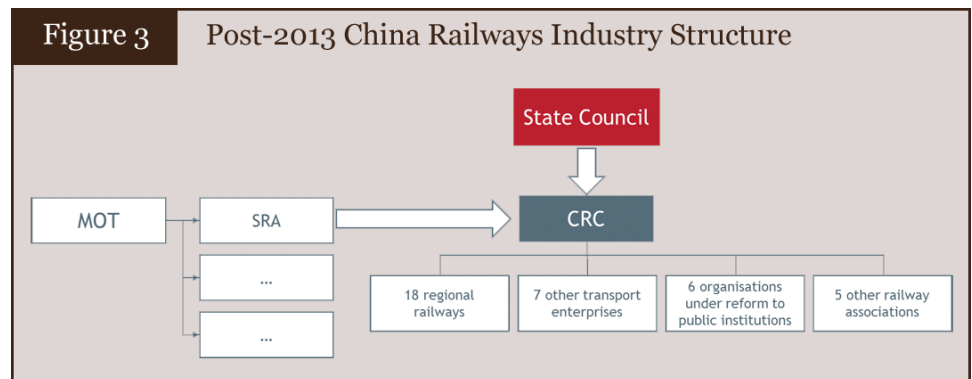 Figure 3
Post-2013 China Railways Industry Structure
State Council
MOT
SRA
CRC
...
...
18 regional
railways
7 other transport
enterprises
6 organisations
under reform to
public institutions
5 other railway
associations